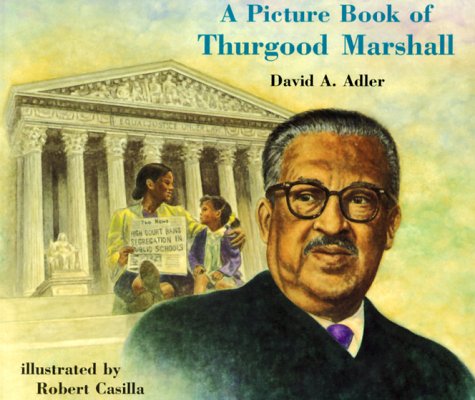 A Picture Book of
Thurgood Marshall
David A. Adler
EQUAL JUSTICE UNDER LAW
The News
HIGH COURT BANS
SEGREGATION IN
PUBLIC SCHOOLS
illustrated by
Robert Casilla